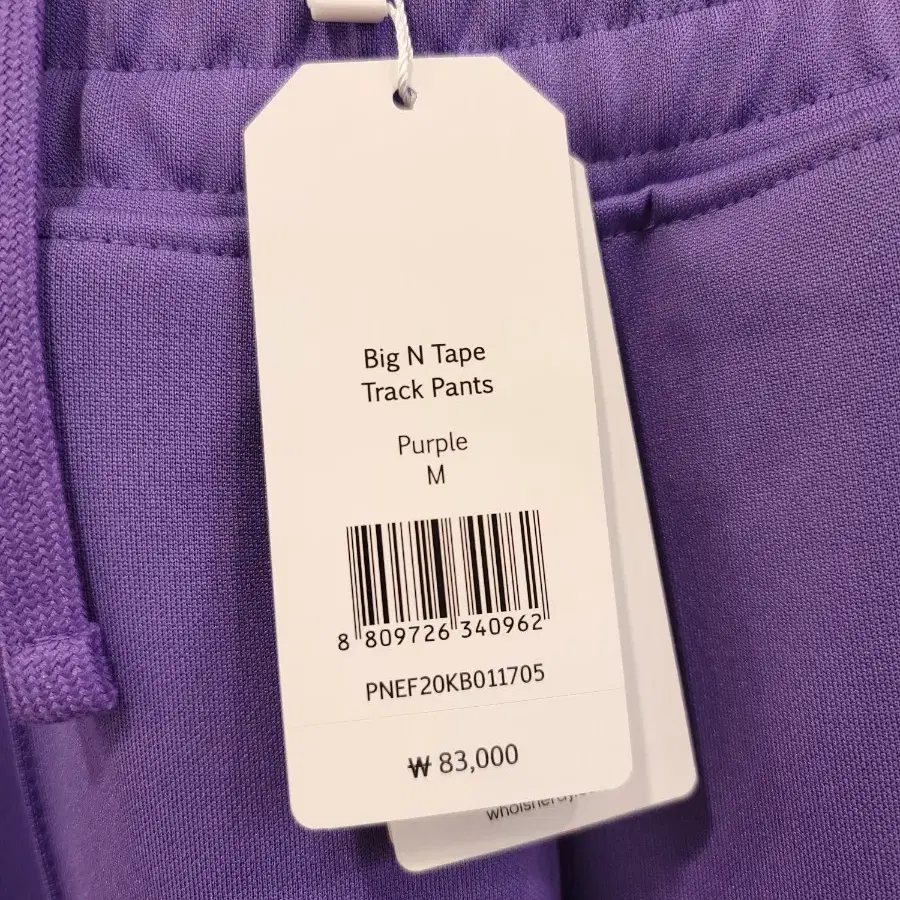 Big N Tape
Track Pants
Purple
M
8 809726 340962
PNEF20KB011705
₩ 83,000